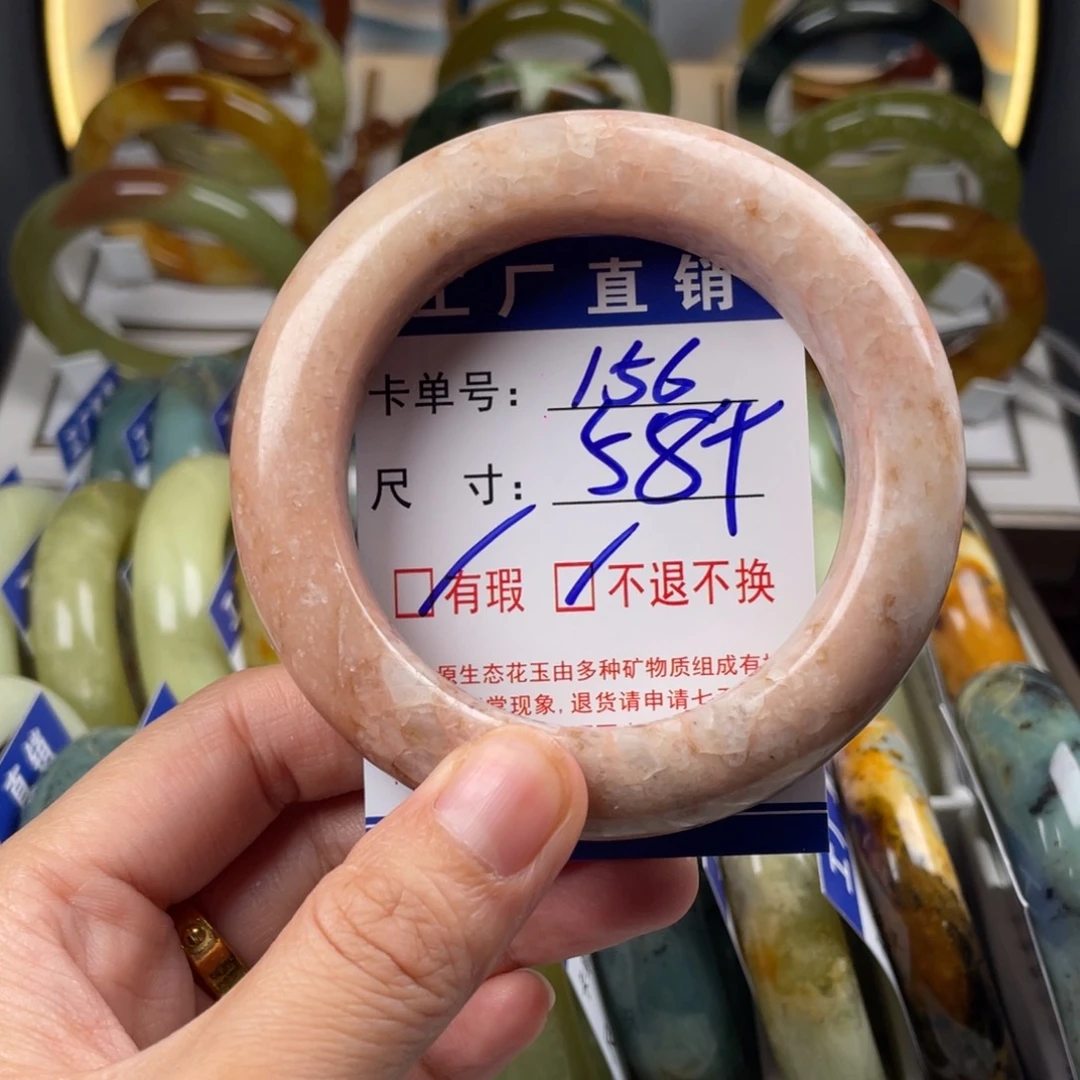 工厂直销
卡单号: 156
尺 寸: 584
有瑕 不退不换
原生态花玉由多种矿物质组成有
常现象,退货请申请七
直销